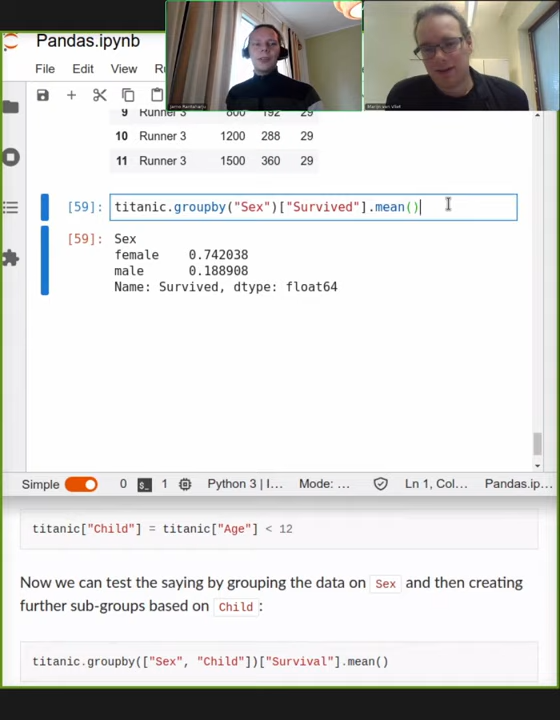 Pandas.ipynb
File Edit View
9 Runner 3 800 192 29
10 Runner 3 1200 288 29
11 Runner 3 1500 360 29
[59]: titanic.groupby("Sex")["Survived"].mean()
[59]: Sex
female 0.742038
male 0.188908
Name: Survived, dtype: float64
Simple 0 1 Python 3 | I... Mode: ... Ln 1, Col... Pandas.ip...
titanic["Child"] = titanic["Age"] < 12
Now we can test the saying by grouping the data on Sex and then creating
further sub-groups based on Child:
titanic.groupby(["Sex", "Child"])["Survival"].mean()